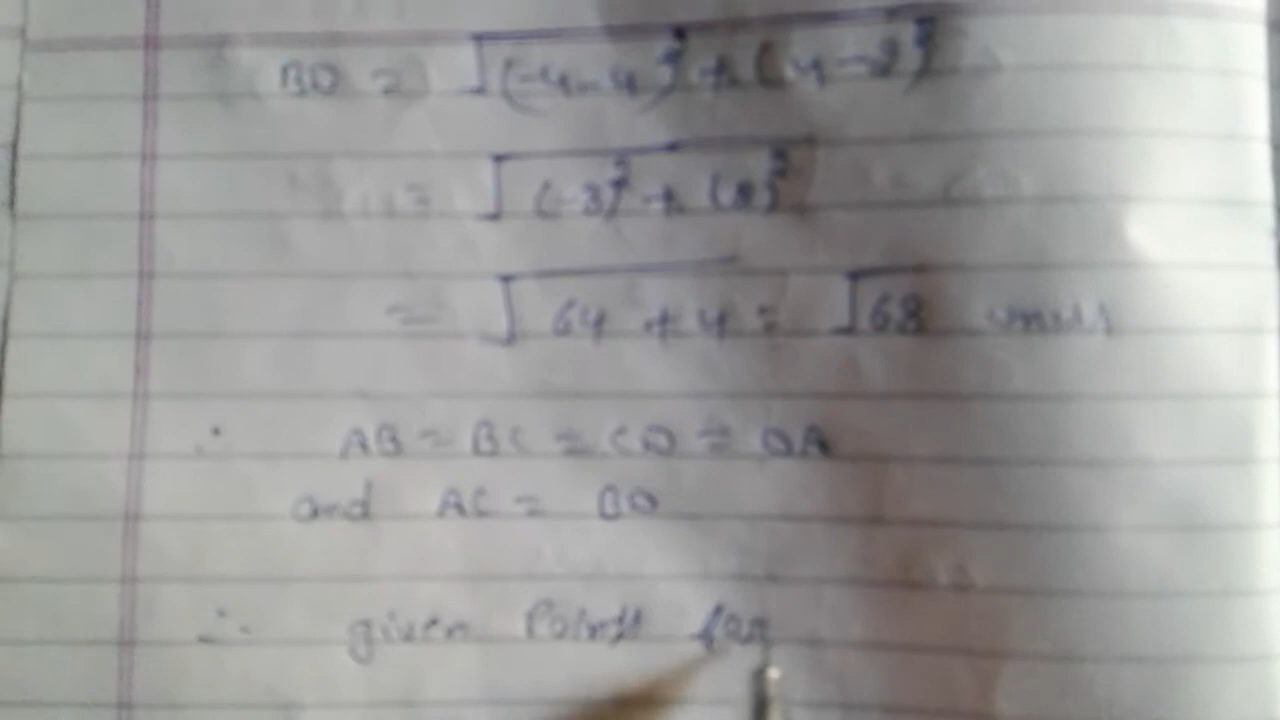 BD = √(-4-4)² + (4-2)²
= √(-8)² + (2)²
= √64 + 4 = √68 units
∴ AB = BC = CD = DA
and AC = BD
∴ given Points